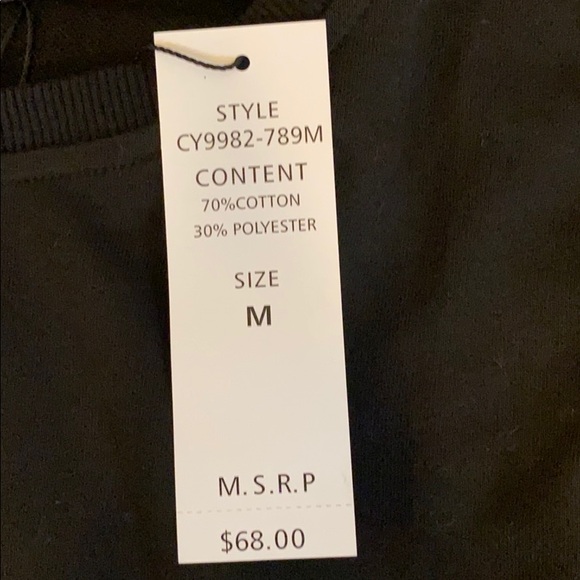 STYLE
CY9982-789M
CONTENT
70%COTTON
30% POLYESTER
SIZE
M
M.S.R.P
$68.00